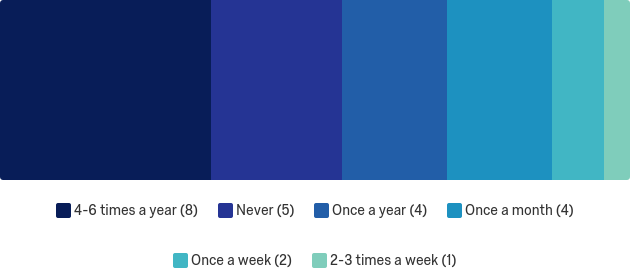 4-6 times a year (8) Never (5) Once a year (4) Once a month (4)
Once a week (2) 2-3 times a week (1)